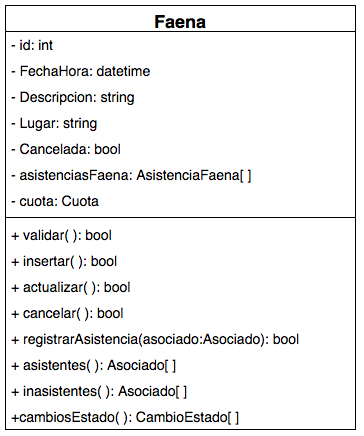 Faena
- id: int
- FechaHora: datetime
- Descripcion: string
- Lugar: string
- Cancelada: bool
- asistenciasFaena: AsistenciaFaena[ ]
- cuota: Cuota
+ validar( ): bool
+ insertar( ): bool
+ actualizar( ): bool
+ cancelar( ): bool
+ registrarAsistencia(asociado:Asociado): bool
+ asistentes( ): Asociado[ ]
+ inasistentes( ): Asociado[ ]
+cambiosEstado( ): CambioEstado[ ]